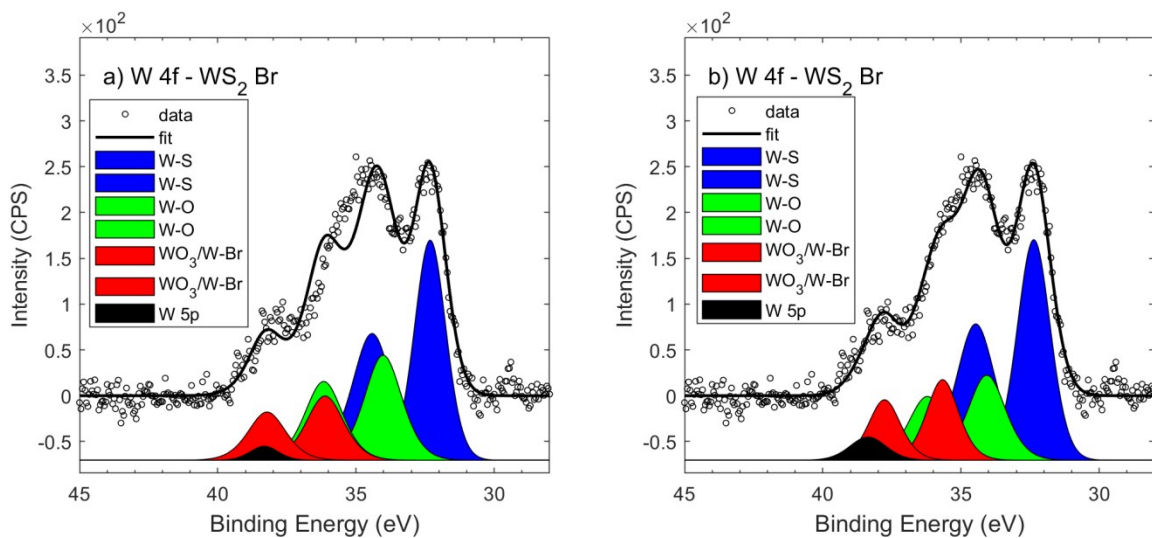 ×10²
a) W 4f - WS₂ Br
data
fit
W-S
W-S
W-O
W-O
WO₃/W-Br
WO₃/W-Br
W 5p
3.5
3
2.5
2
1.5
1
0.5
0
-0.5
Intensity (CPS)
45
40
35
30
Binding Energy (eV)
×10²
b) W 4f - WS₂ Br
data
fit
W-S
W-S
W-O
W-O
WO₃/W-Br
WO₃/W-Br
W 5p
3.5
3
2.5
2
1.5
1
0.5
0
-0.5
Intensity (CPS)
45
40
35
30
Binding Energy (eV)